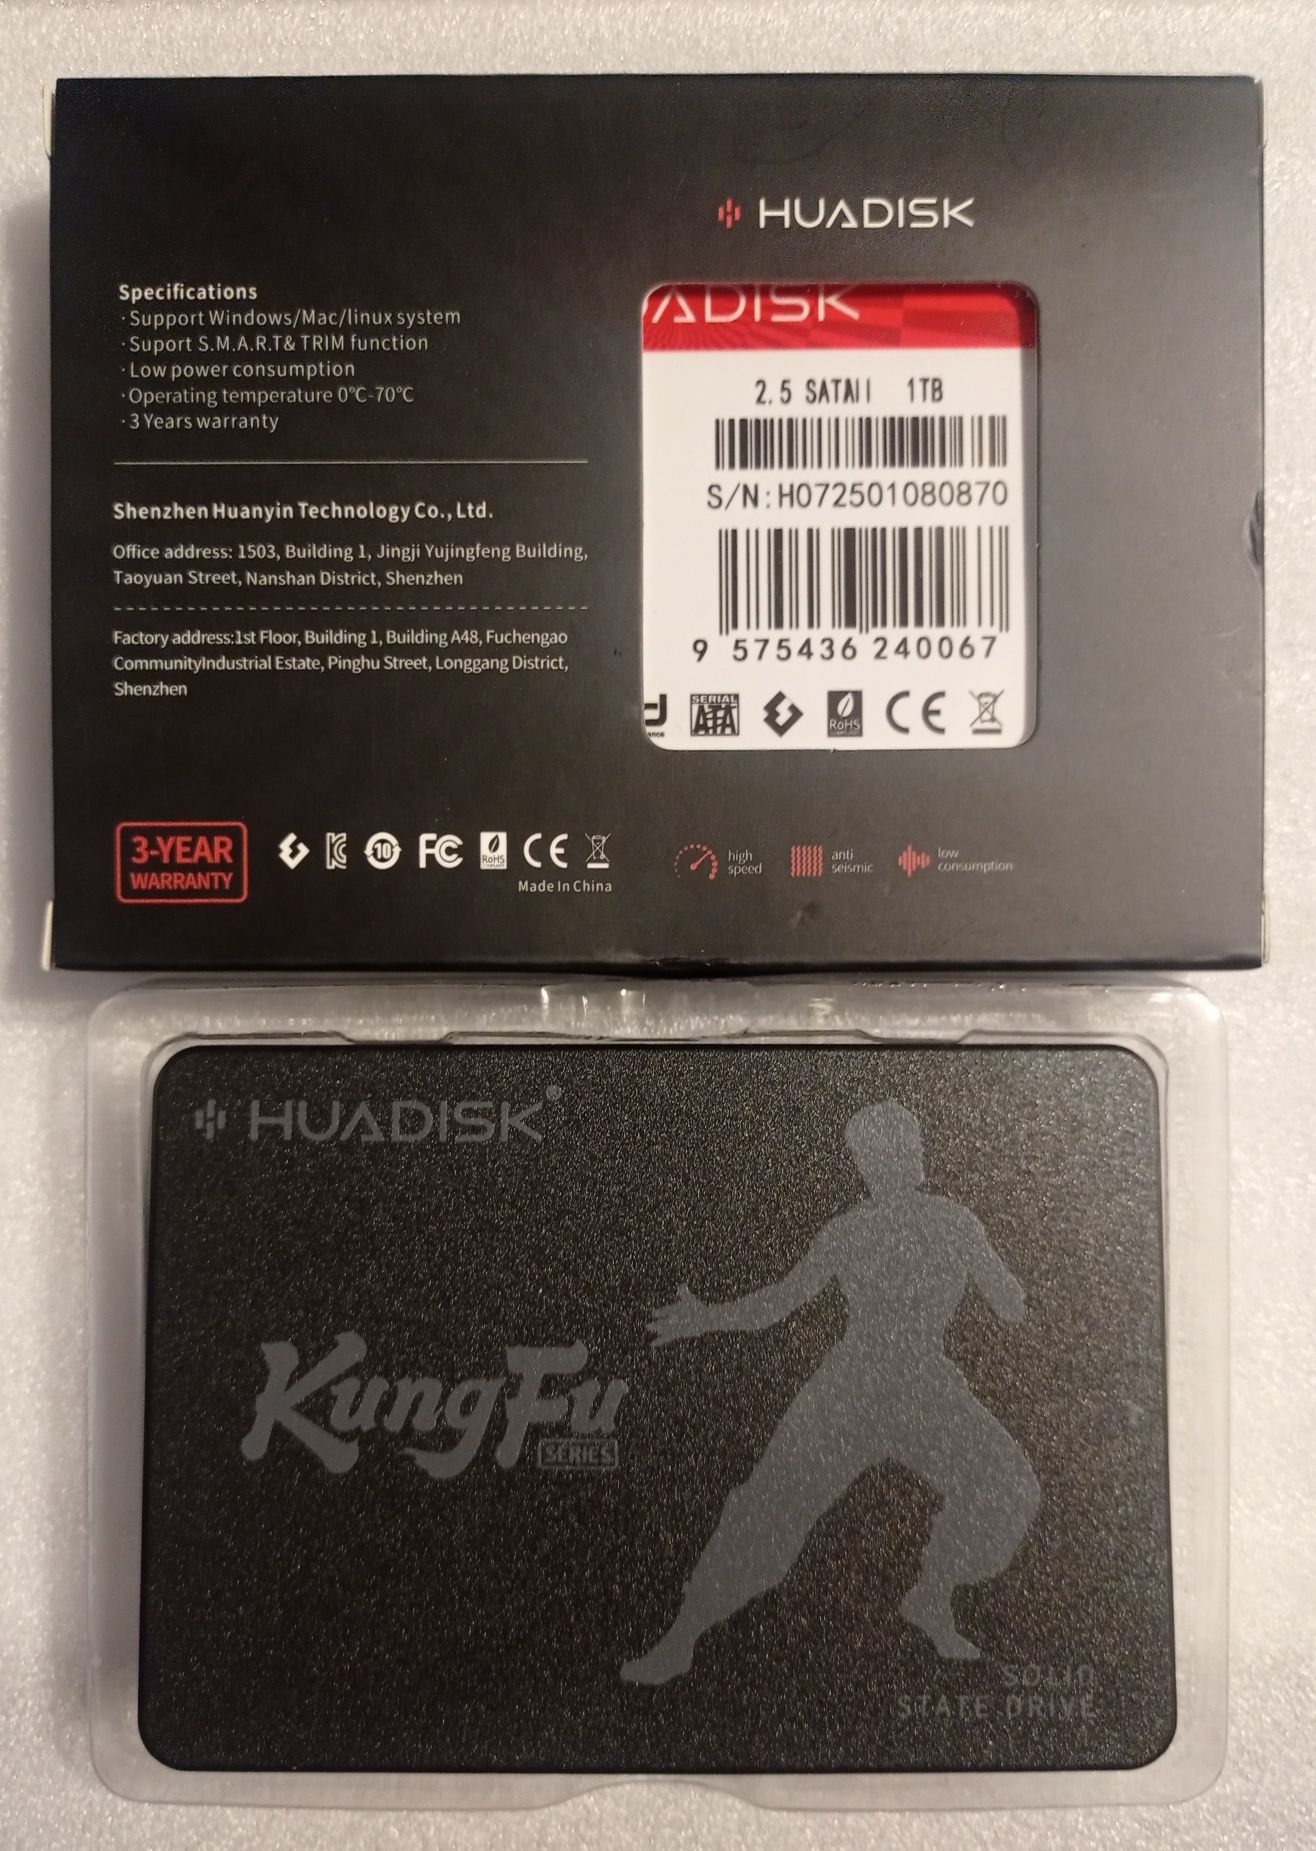 HUADISK
Specifications
·Support Windows/Mac/linux system
·Suport S.M.A.R.T& TRIM function
·Low power consumption
·Operating temperature 0℃-70℃
·3 Years warranty
Shenzhen Huanyin Technology Co., Ltd.
Office address: 1503, Building 1, Jingji Yujingfeng Building,
Taoyuan Street, Nanshan District, Shenzhen
Factory address:1st Floor, Building 1, Building A48, Fuchengao
CommunityIndustrial Estate, Pinghu Street, Longgang District,
Shenzhen
ADISK
2.5 SATAII 1TB
S/N:H072501080870
9 575436 240067
SERIAL
ATA
RoHS
CE
3-YEAR
WARRANTY
10
FC
RoHS
CE
Made In China
high
speed
anti
seismic
low
consumption
HUADISK
KungFu
SERIES
SOLID
STATE DRIVE